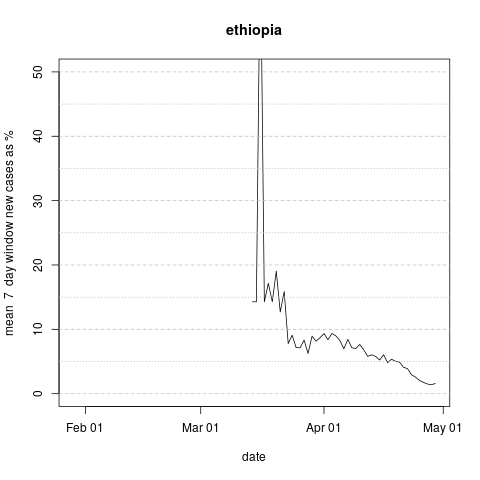 ethiopia
mean 7 day window new cases as %
50
40
30
20
10
0
Feb 01
Mar 01
Apr 01
May 01
date